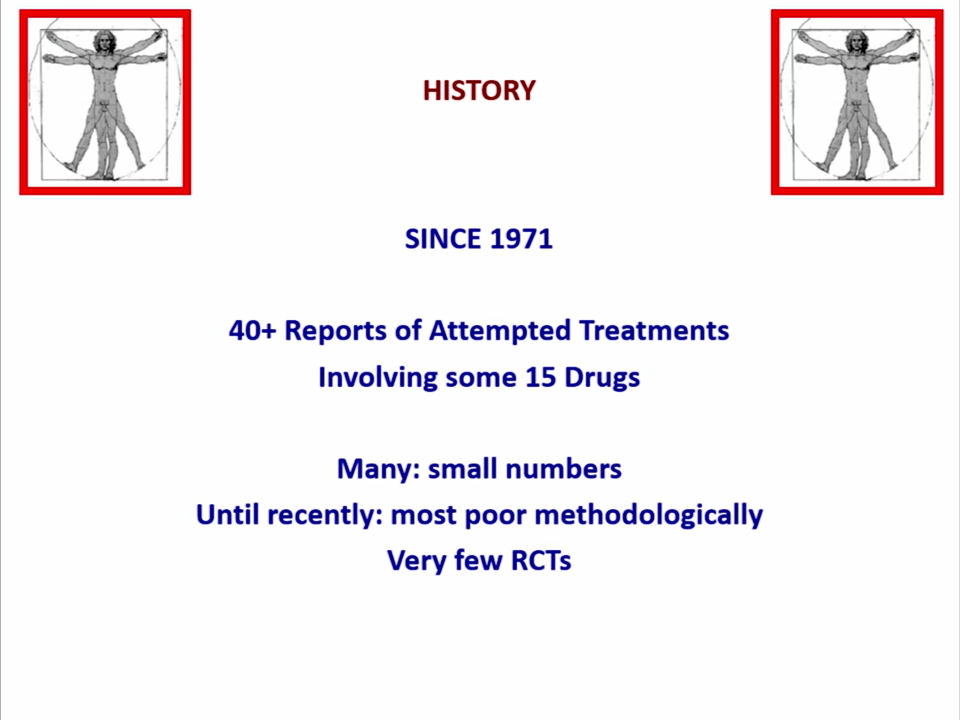 HISTORY
SINCE 1971
40+ Reports of Attempted Treatments
Involving some 15 Drugs
Many: small numbers
Until recently: most poor methodologically
Very few RCTs